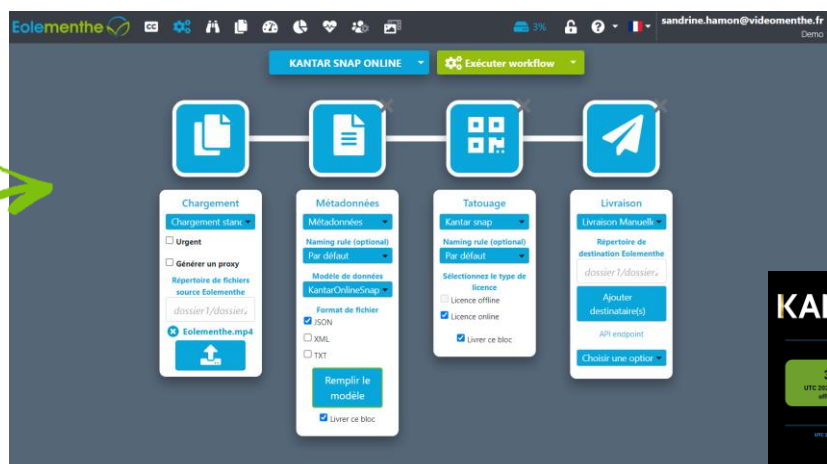 Eolementhe
CC
3%
sandrine.hamon@videomenthe.fr
Demo
KANTAR SNAP ONLINE
Exécuter workflow
Chargement
Chargement stanc
Urgent
Générer un proxy
Répertoire de fichiers
source Eolementhe
dossier1/dossier
Eolementhe.mp4
Métadonnées
Métadonnées
Naming rule (optional)
Par défaut
Modèle de données
KantarOnlineSnap
Format de fichier
JSON
XML
TXT
Remplir le
modèle
Livrer ce bloc
Tatouage
Kantar snap
Naming rule (optional)
Par défaut
Sélectionnez le type de
licence
Licence offline
Licence online
Livrer ce bloc
Livraison
Livraison Manuelle
Répertoire de
destination Eolementhe
dossier1/dossier
Ajouter
destinataire(s)
API endpoint
Choisir une option
KA